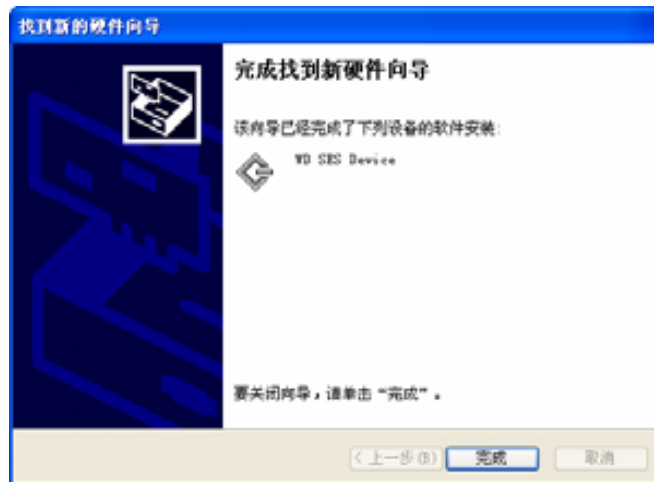 找到新的硬件向导
完成找到新硬件向导
该向导已经完成了下列设备的软件安装:
WD SES Device
要关闭向导，请单击“完成”。
< 上一步(B)
完成
取消